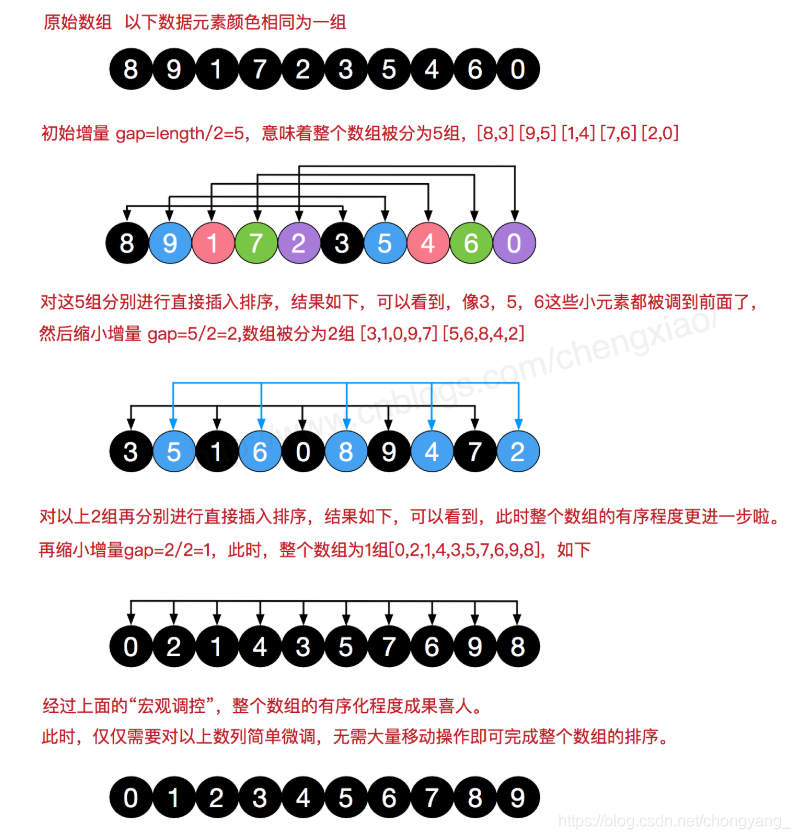 原始数组 以下数据元素颜色相同为一组
8 9 1 7 2 3 5 4 6 0
初始增量 gap=length/2=5，意味着整个数组被分为5组，[8,3] [9,5] [1,4] [7,6] [2,0]
8 9 1 7 2 3 5 4 6 0
对这5组分别进行直接插入排序，结果如下，可以看到，像3，5，6这些小元素都被调到前面了，
然后缩小增量 gap=5/2=2,数组被分为2组 [3,1,0,9,7] [5,6,8,4,2]
www.cnblogs.com/chengxiao/
3 5 1 6 0 8 9 4 7 2
对以上2组再分别进行直接插入排序，结果如下，可以看到，此时整个数组的有序程度更进一步啦。
再缩小增量gap=2/2=1，此时，整个数组为1组[0,2,1,4,3,5,7,6,9,8]，如下
0 2 1 4 3 5 7 6 9 8
经过上面的“宏观调控”，整个数组的有序化程度成果喜人。
此时，仅仅需要对以上数列简单微调，无需大量移动操作即可完成整个数组的排序。
0 1 2 3 4 5 6 7 8 9
https://blog.csdn.net/chongyang_